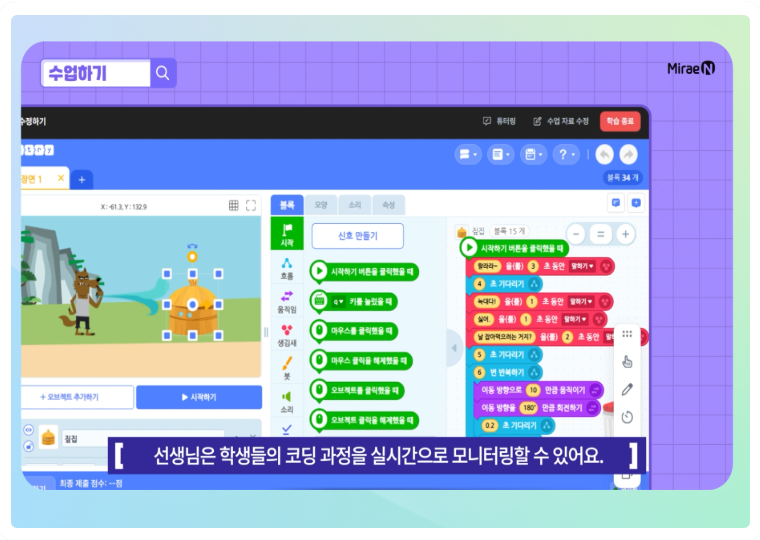 수업하기
Mirae N
수정하기
튜터링
수업 자료 수정
학습 종료
try
장면 1
×
+
?
블록 34 개
X: -61.3, Y: 132.9
블록
모양
소리
속성
시작
흐름
움직임
생김새
붓
소리
신호 만들기
시작하기 버튼을 클릭했을 때
q 키를 눌렀을 때
마우스를 클릭했을 때
마우스 클릭을 해제했을 때
오브젝트를 클릭했을 때
오브젝트 클릭을 해제했을 때
짚집
블록 15 개
- = +
시작하기 버튼을 클릭했을 때
랄라라~ 을(를) 3 초 동안 말하기
4 초 기다리기
늑대다! 을(를) 1 초 동안 말하기
싫어 을(를) 1 초 동안 말하기
날 잡아먹으려는 거지? 을(를) 2 초 동안
5 초 기다리기
6 번 반복하기
이동 방향으로 10 만큼 움직이기
이동 방향을 180° 만큼 회전하기
0.2 초 기다리기
+ 오브젝트 추가하기
▶ 시작하기
짚집
[ 선생님은 학생들의 코딩 과정을 실시간으로 모니터링할 수 있어요. ]
최종 제출 점수: --점